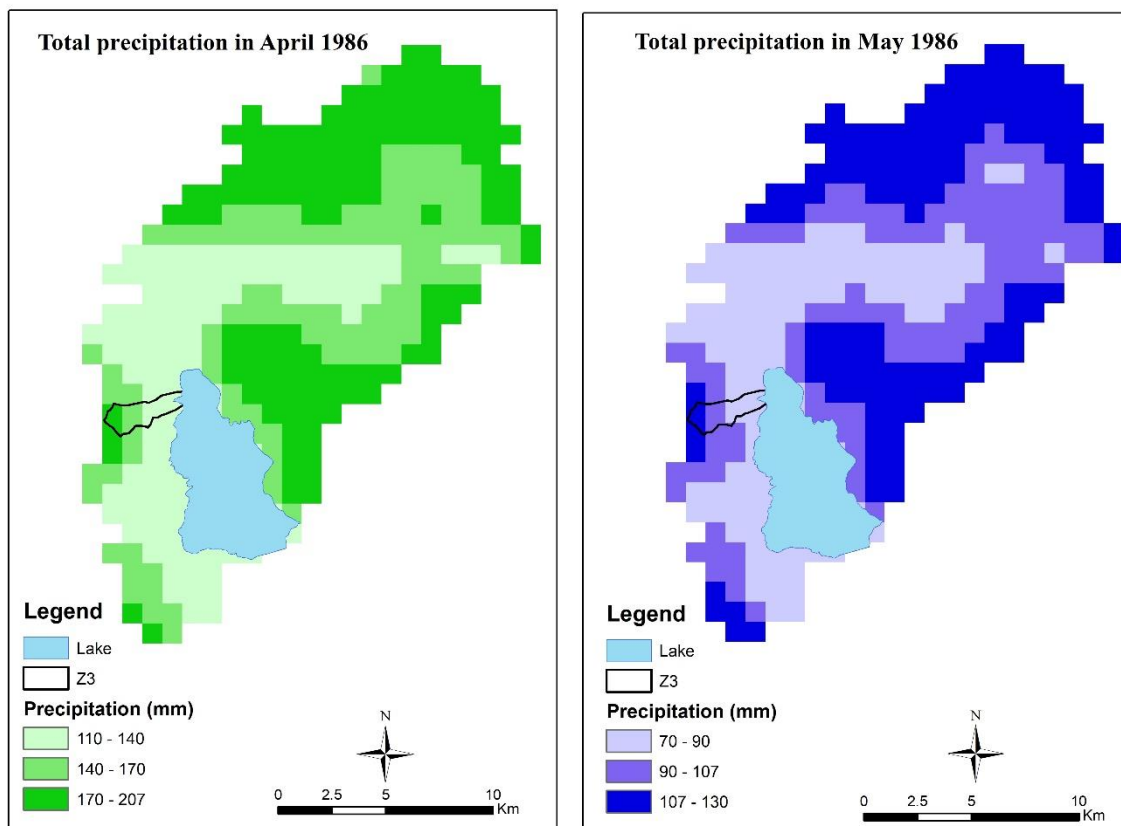 Total precipitation in April 1986
N
Legend
Lake
Z3
Precipitation (mm)
110 - 140
140 - 170
170 - 207
0 2.5 5 10
Km
Total precipitation in May 1986
N
Legend
Lake
Z3
Precipitation (mm)
70 - 90
90 - 107
107 - 130
0 2.5 5 10
Km